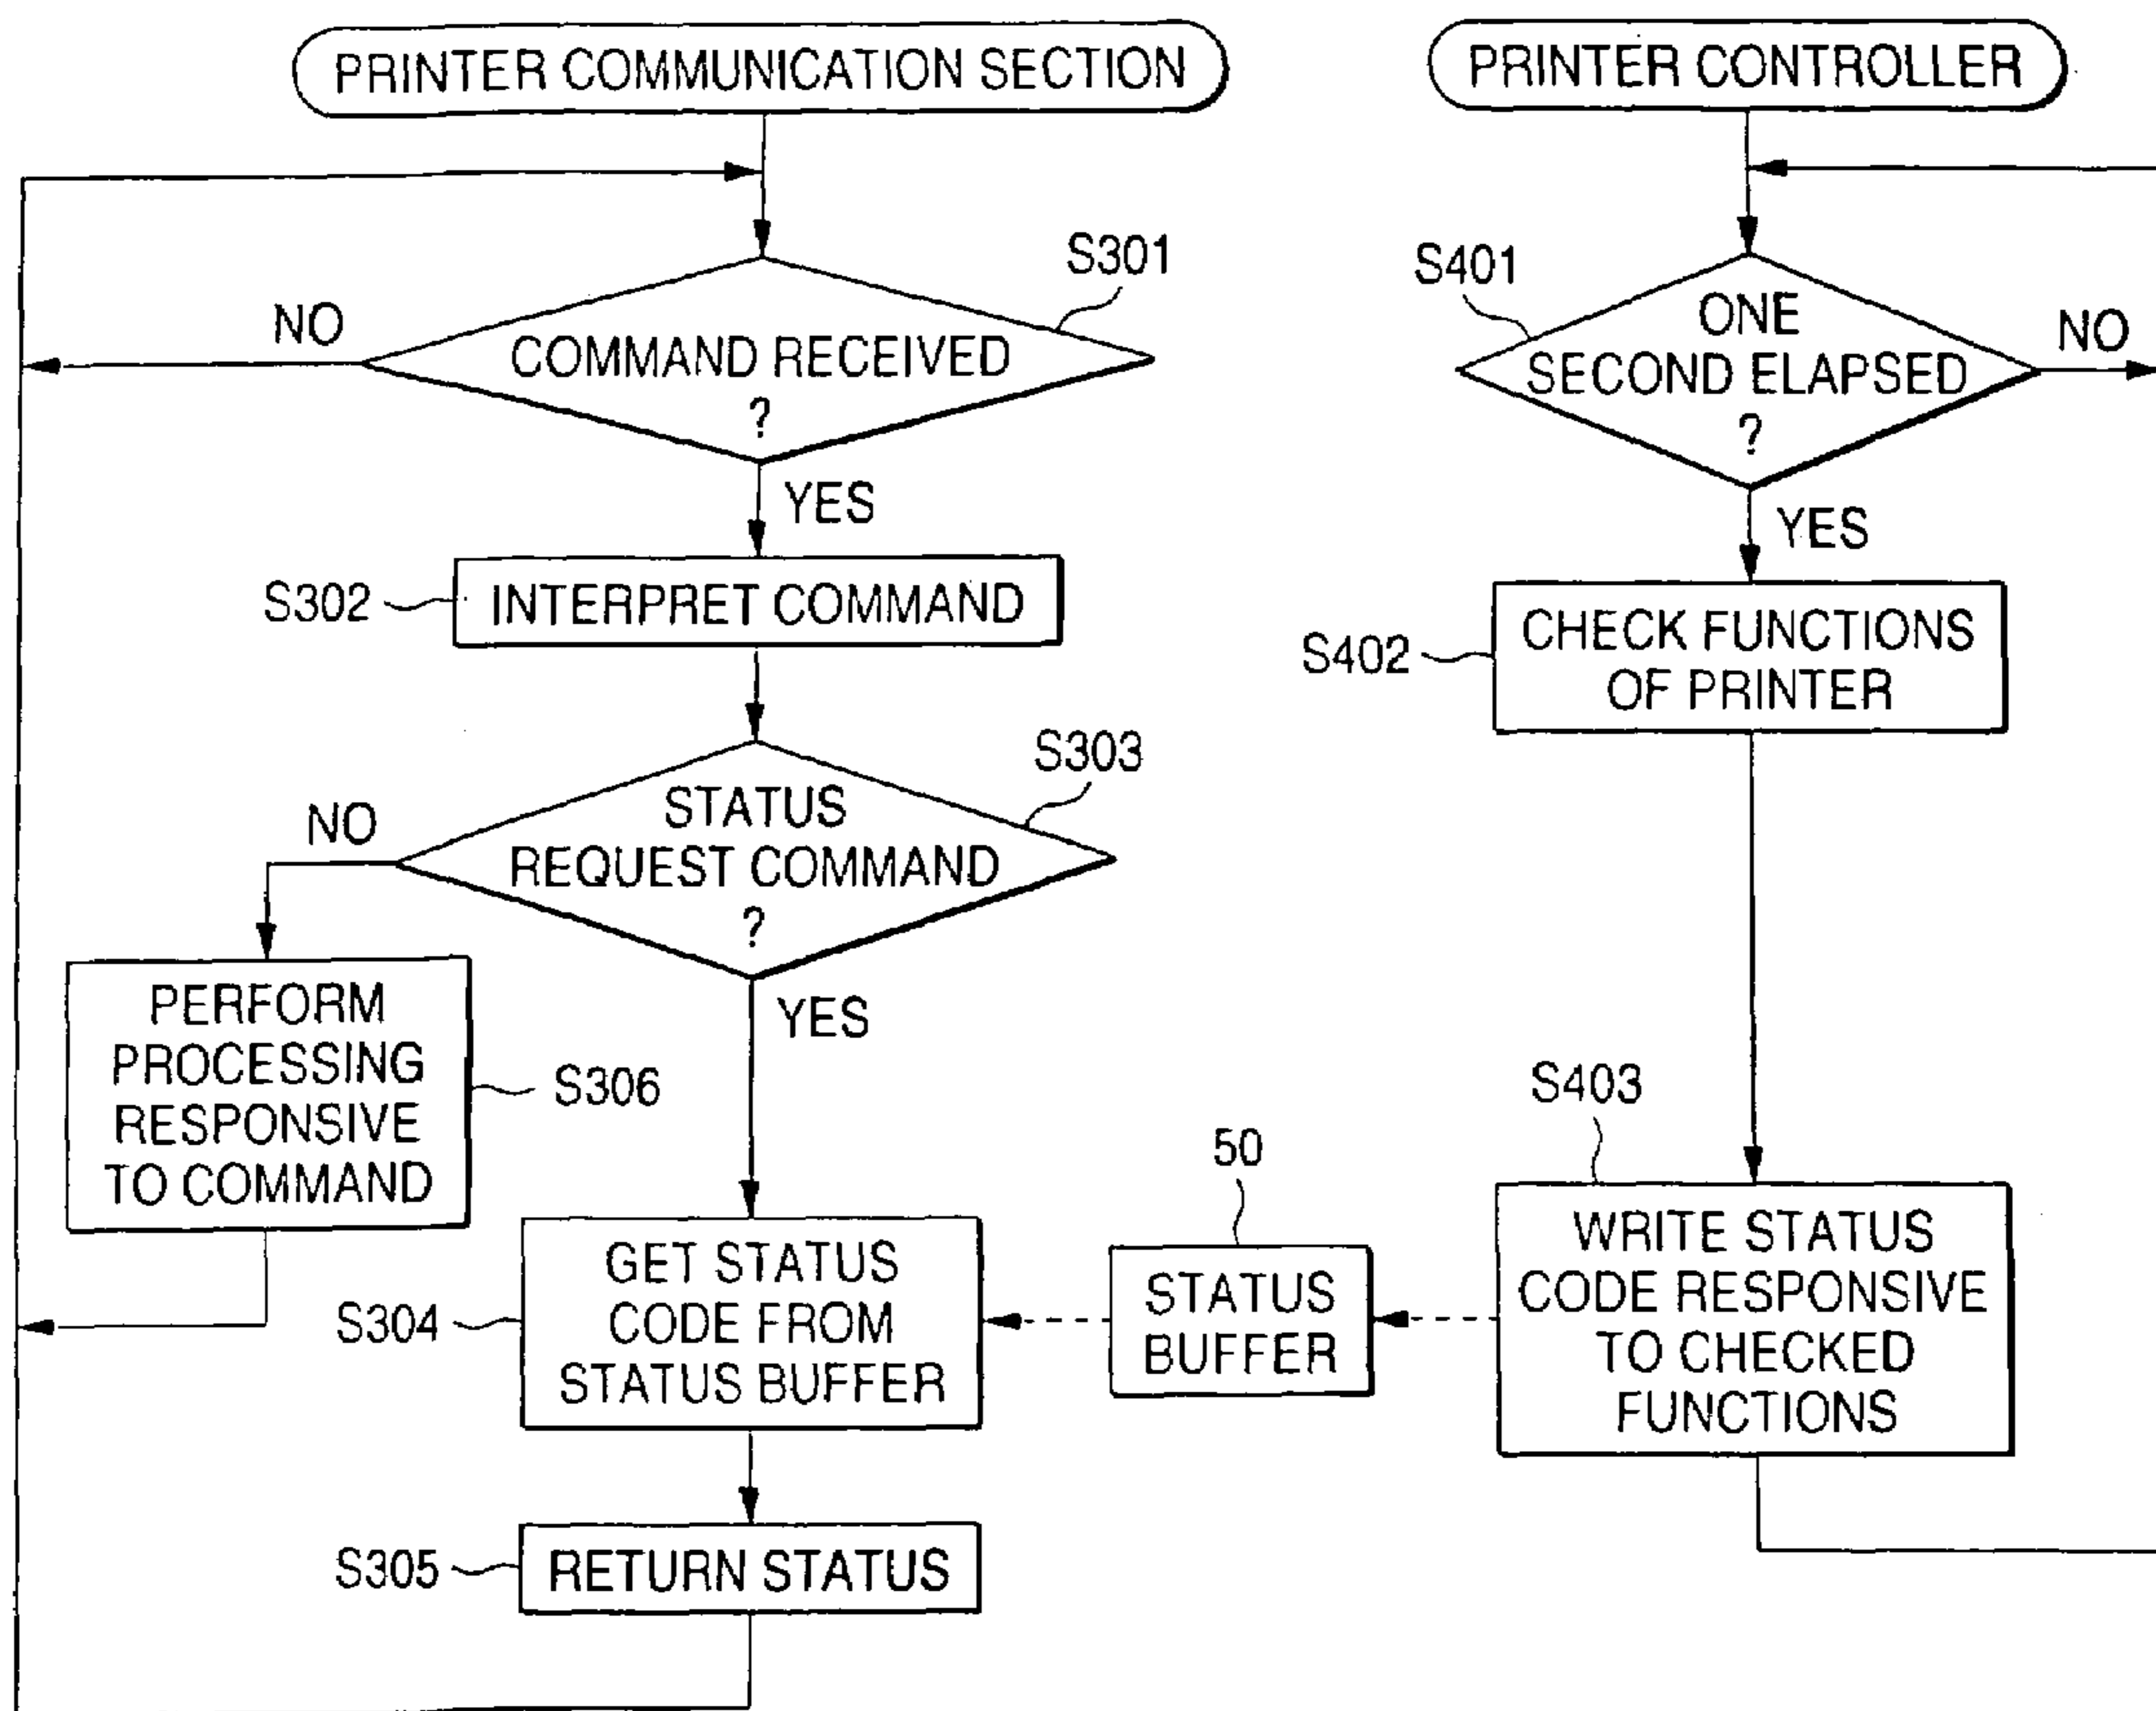 PRINTER COMMUNICATION SECTION
S301
NO
COMMAND RECEIVED
?
YES
S302
INTERPRET COMMAND
S303
NO
STATUS
REQUEST COMMAND
?
YES
PERFORM
PROCESSING
RESPONSIVE
TO COMMAND
S306
S304
GET STATUS
CODE FROM
STATUS BUFFER
S305
RETURN STATUS
50
STATUS
BUFFER
PRINTER CONTROLLER
S401
ONE
SECOND ELAPSED
?
NO
YES
S402
CHECK FUNCTIONS
OF PRINTER
S403
WRITE STATUS
CODE RESPONSIVE
TO CHECKED
FUNCTIONS